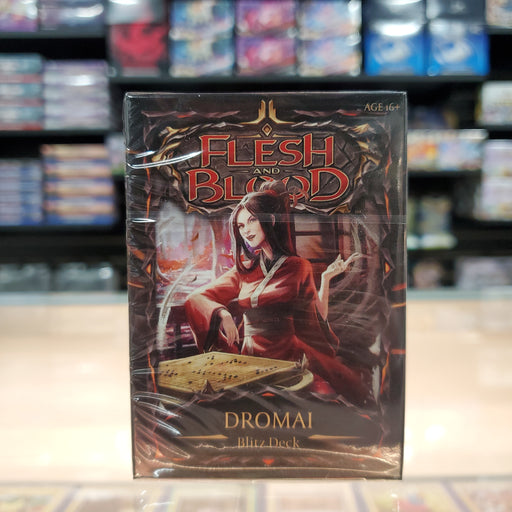 AGE 16+
FLESH
AND
BLOOD
DROMAI
Blitz Deck